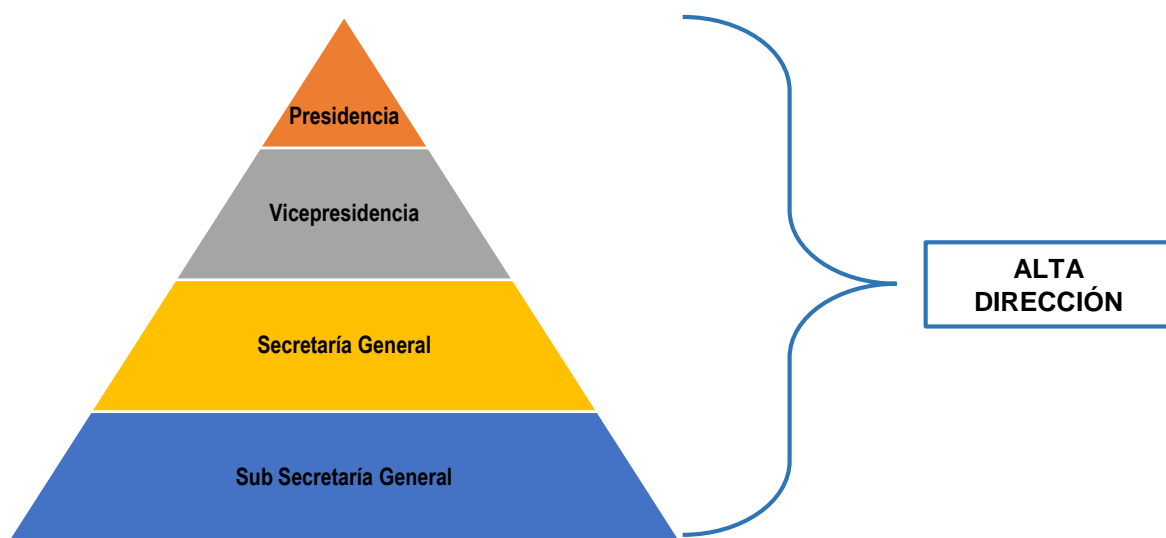 Presidencia
Vicepresidencia
Secretaría General
Sub Secretaría General
ALTA
DIRECCIÓN